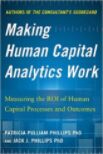 AUTHORS OF THE CONSULTANT'S SCORECARD
Making
Human Capital
Analytics Work
Measuring the ROI of Human
Capital Processes and Outcomes
PATRICIA PULLIAM PHILLIPS PHD
AND JACK J. PHILLIPS PHD